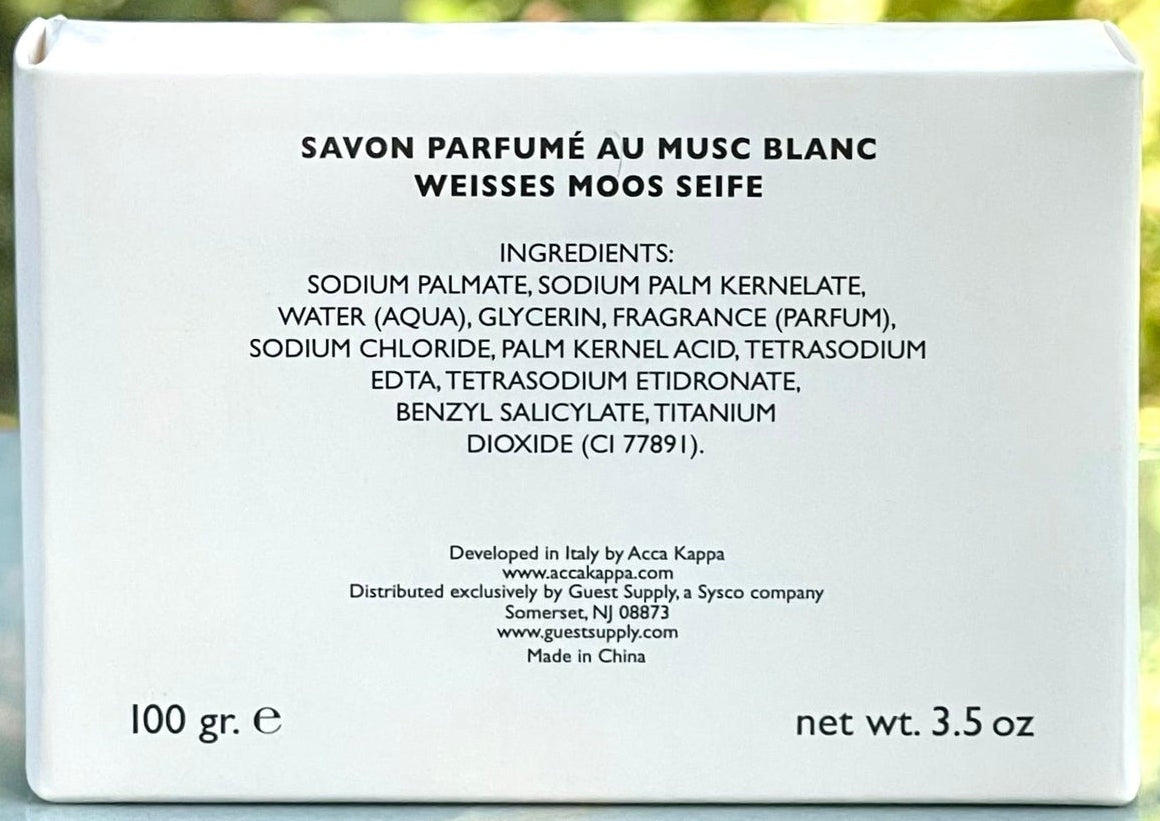 SAVON PARFUMÉ AU MUSC BLANC
WEISSES MOOS SEIFE
INGREDIENTS:
SODIUM PALMATE, SODIUM PALM KERNELATE,
WATER (AQUA), GLYCERIN, FRAGRANCE (PARFUM),
SODIUM CHLORIDE, PALM KERNEL ACID, TETRASODIUM
EDTA, TETRASODIUM ETIDRONATE,
BENZYL SALICYLATE, TITANIUM
DIOXIDE (CI 77891).
Developed in Italy by Acca Kappa
www.accakappa.com
Distributed exclusively by Guest Supply, a Sysco company
Somerset, NJ 08873
www.guestsupply.com
Made in China
100 gr. ℮
net wt. 3.5 oz